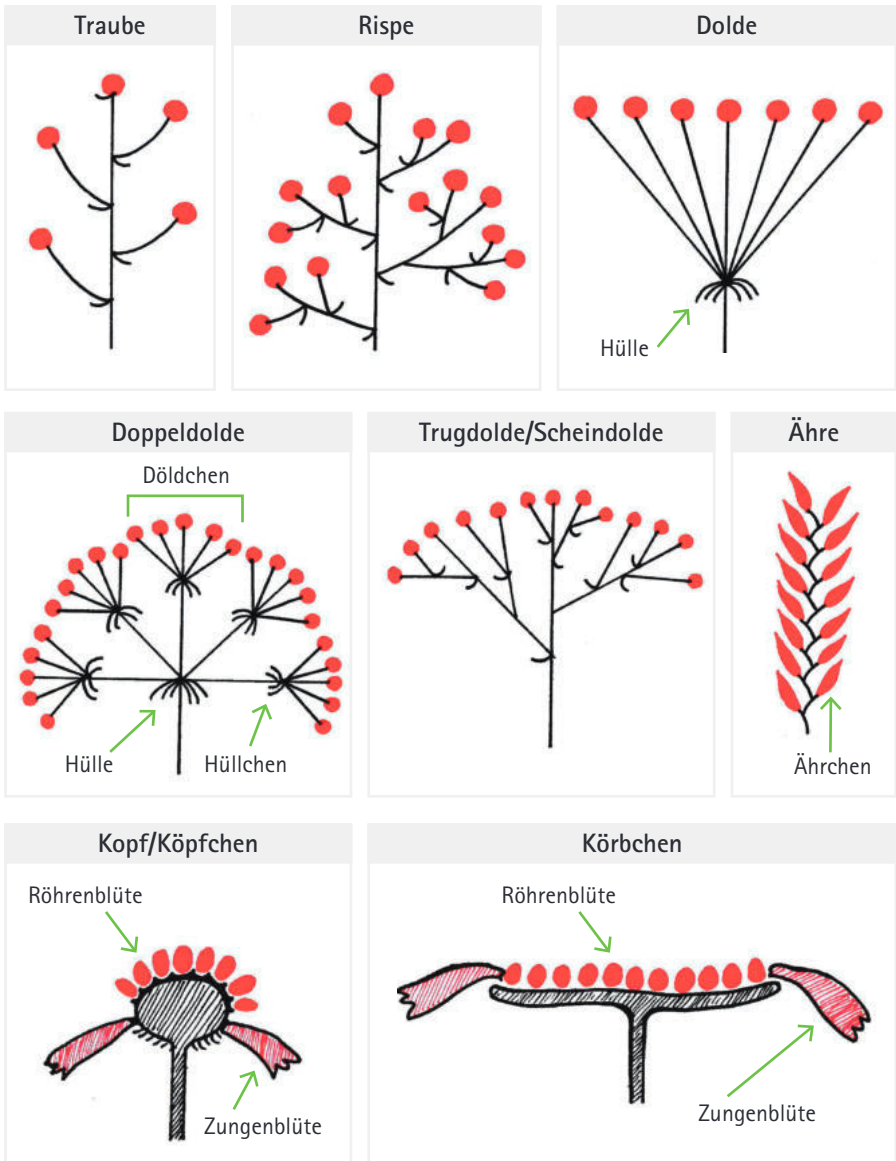 Traube
Rispe
Dolde
Hülle
Doppeldolde
Döldchen
Hülle
Hüllchen
Trugdolde/Scheindolde
Ähre
Ährchen
Kopf/Köpfchen
Röhrenblüte
Zungenblüte
Körbchen
Röhrenblüte
Zungenblüte